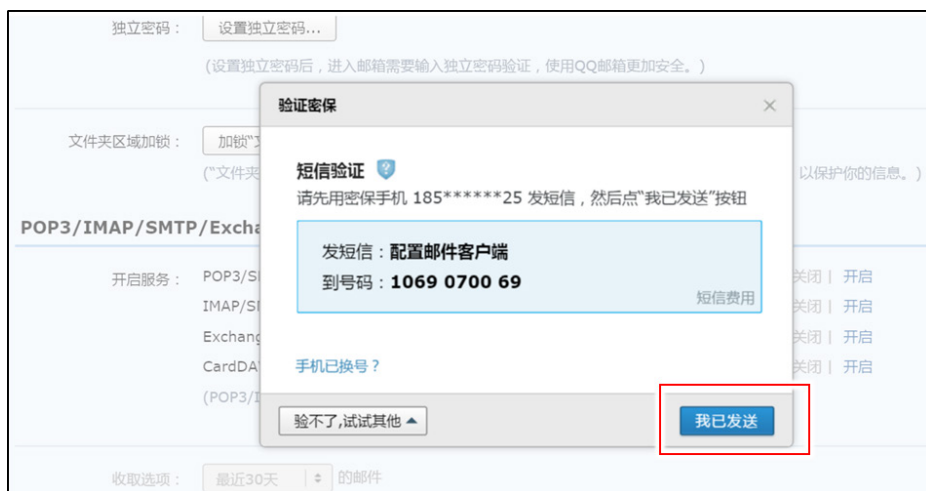 独立密码： 设置独立密码...
(设置独立密码后，进入邮箱需要输入独立密码验证，使用QQ邮箱更加安全。)
验证密保
文件夹区域加锁： 加锁“
(“文件夹 以保护你的信息。)
短信验证
请先用密保手机 185******25 发短信，然后点“我已发送”按钮
POP3/IMAP/SMTP/Excha
发短信：配置邮件客户端
到号码：1069 0700 69
短信费用
开启服务： POP3/S 关闭 | 开启
IMAP/S 关闭 | 开启
Exchang 关闭 | 开启
CardDA 关闭 | 开启
(POP3/I
手机已换号？
验不了,试试其他
我已发送
收取选项： 最近30天 的邮件